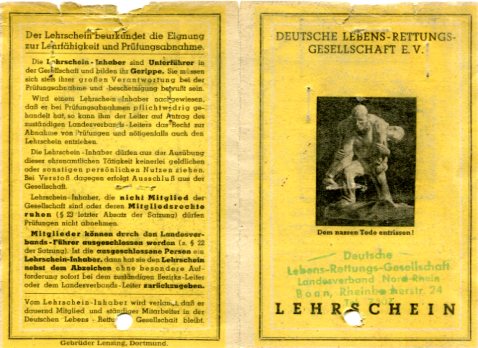 Der Lehrschein beurkundet die Eignung
zur Lehrfähigkeit und Prüfungsabnahme.
Die Lehrschein-Inhaber sind Unterführer in
der Gesellschaft und bilden ihr Gerippe. Sie müssen
sich stets ihrer großen Verantwortung bei der
Prüfungsabnahme und -bescheinigung bewußt sein.
Wird einem Lehrschein-Inhaber nachgewiesen,
daß er bei Prüfungsabnahmen pflichtwidrig ge-
handelt hat, so kann ihm der Leiter auf Antrag des
zuständigen Landesverbands-Leiters das Recht zur
Abnahme von Prüfungen und nötigenfalls auch den
Lehrschein entziehen.
Die Lehrschein-Inhaber dürfen aus der Ausübung
dieser ehrenamtlichen Tätigkeit keinerlei geldlichen
oder sonstigen persönlichen Nutzen ziehen.
Bei Verstoß dagegen erfolgt Ausschluß aus der
Gesellschaft.
Lehrschein-Inhaber, die nicht Mitglied der
Gesellschaft sind oder deren Mitgliedsrechte
ruhen (§ 23 letzter Absatz der Satzung) dürfen
Prüfungen nicht abnehmen.
Mitglieder können durch den Landesver-
bands-Führer ausgeschlossen werden (s. § 22
der Satzung). Ist die ausgeschlossene Person ein
Lehrschein-Inhaber, dann hat sie den Lehrschein
nebst dem Abzeichen ohne besondere Auf-
forderung sofort bei dem zuständigen Bezirks-Leiter
oder dem Landesverbands-Leiter zurückzugeben.
Vom Lehrschein-Inhaber wird verlangt, daß er
dauernd Mitglied und ständiger Mitarbeiter in der
Deutschen Lebens-Rettungs-Gesellschaft bleibt.
Gebrüder Lensing, Dortmund.
DEUTSCHE LEBENS-RETTUNGS-
GESELLSCHAFT E.V.
Dem nassen Tode entrissen!
Deutsche
Lebens-Rettungs-Gesellschaft
Landesverband Nord-Rhein
Bonn, Rheinbacherstr. 24
LEHRSCHEIN